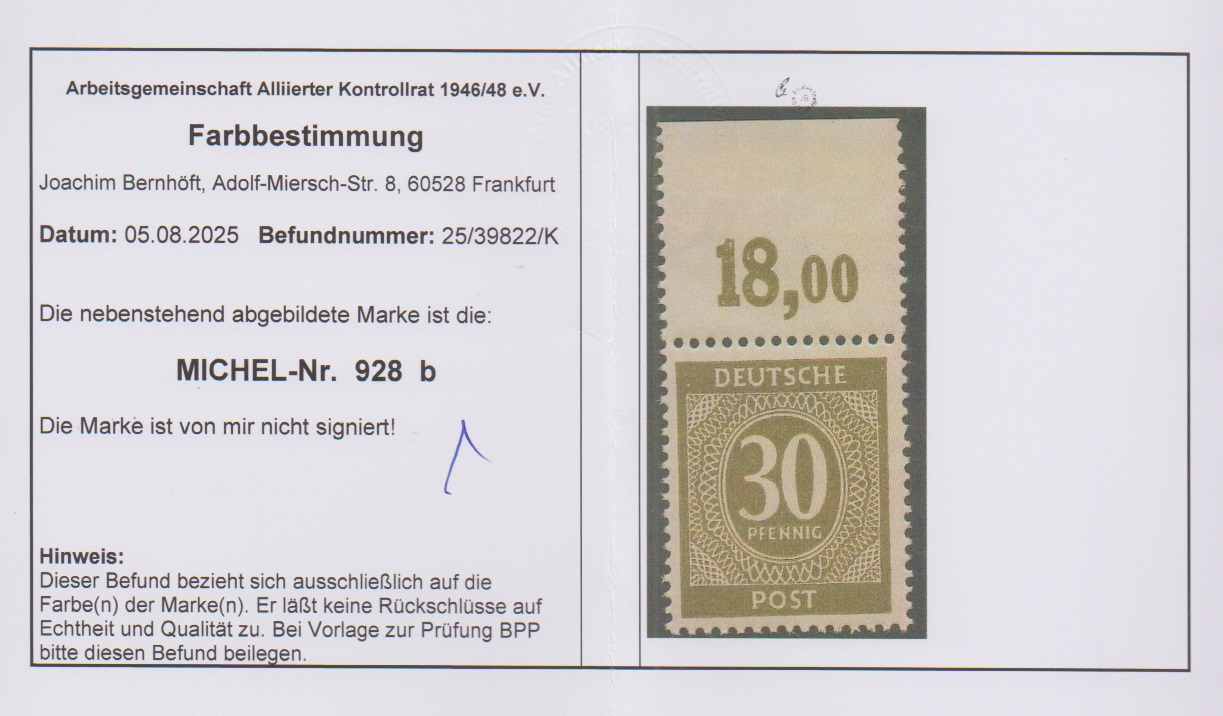 Arbeitsgemeinschaft Alliierter Kontrollrat 1946/48 e.V.
Farbbestimmung
Joachim Bernhöft, Adolf-Miersch-Str. 8, 60528 Frankfurt
Datum: 05.08.2025 Befundnummer: 25/39822/K
Die nebenstehend abgebildete Marke ist die:
MICHEL-Nr. 928 b
Die Marke ist von mir nicht signiert!
Hinweis:
Dieser Befund bezieht sich ausschließlich auf die
Farbe(n) der Marke(n). Er läßt keine Rückschlüsse auf
Echtheit und Qualität zu. Bei Vorlage zur Prüfung BPP
bitte diesen Befund beilegen.
18,00
DEUTSCHE
30
PFENNIG
POST